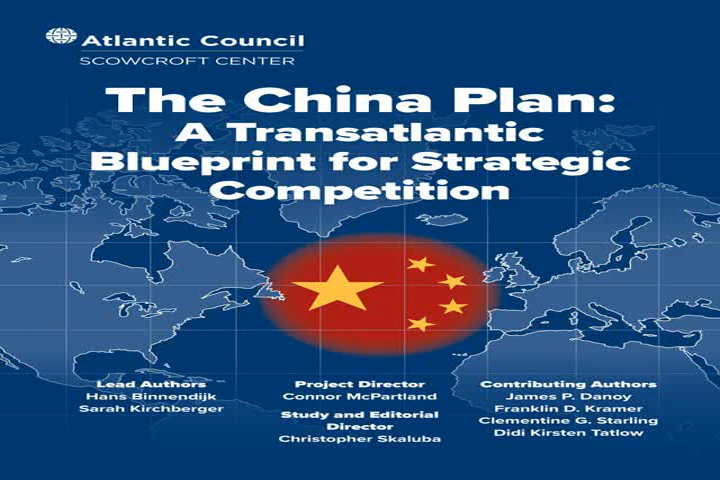 Atlantic Council
SCOWCROFT CENTER
The China Plan:
A Transatlantic
Blueprint for Strategic
Competition
Lead Authors
Hans Binnendijk
Sarah Kirchberger
Project Director
Connor McPartland
Study and Editorial
Director
Christopher Skaluba
Contributing Authors
James P. Danoy
Franklin D. Kramer
Clementine G. Starling
Didi Kirsten Tatlow